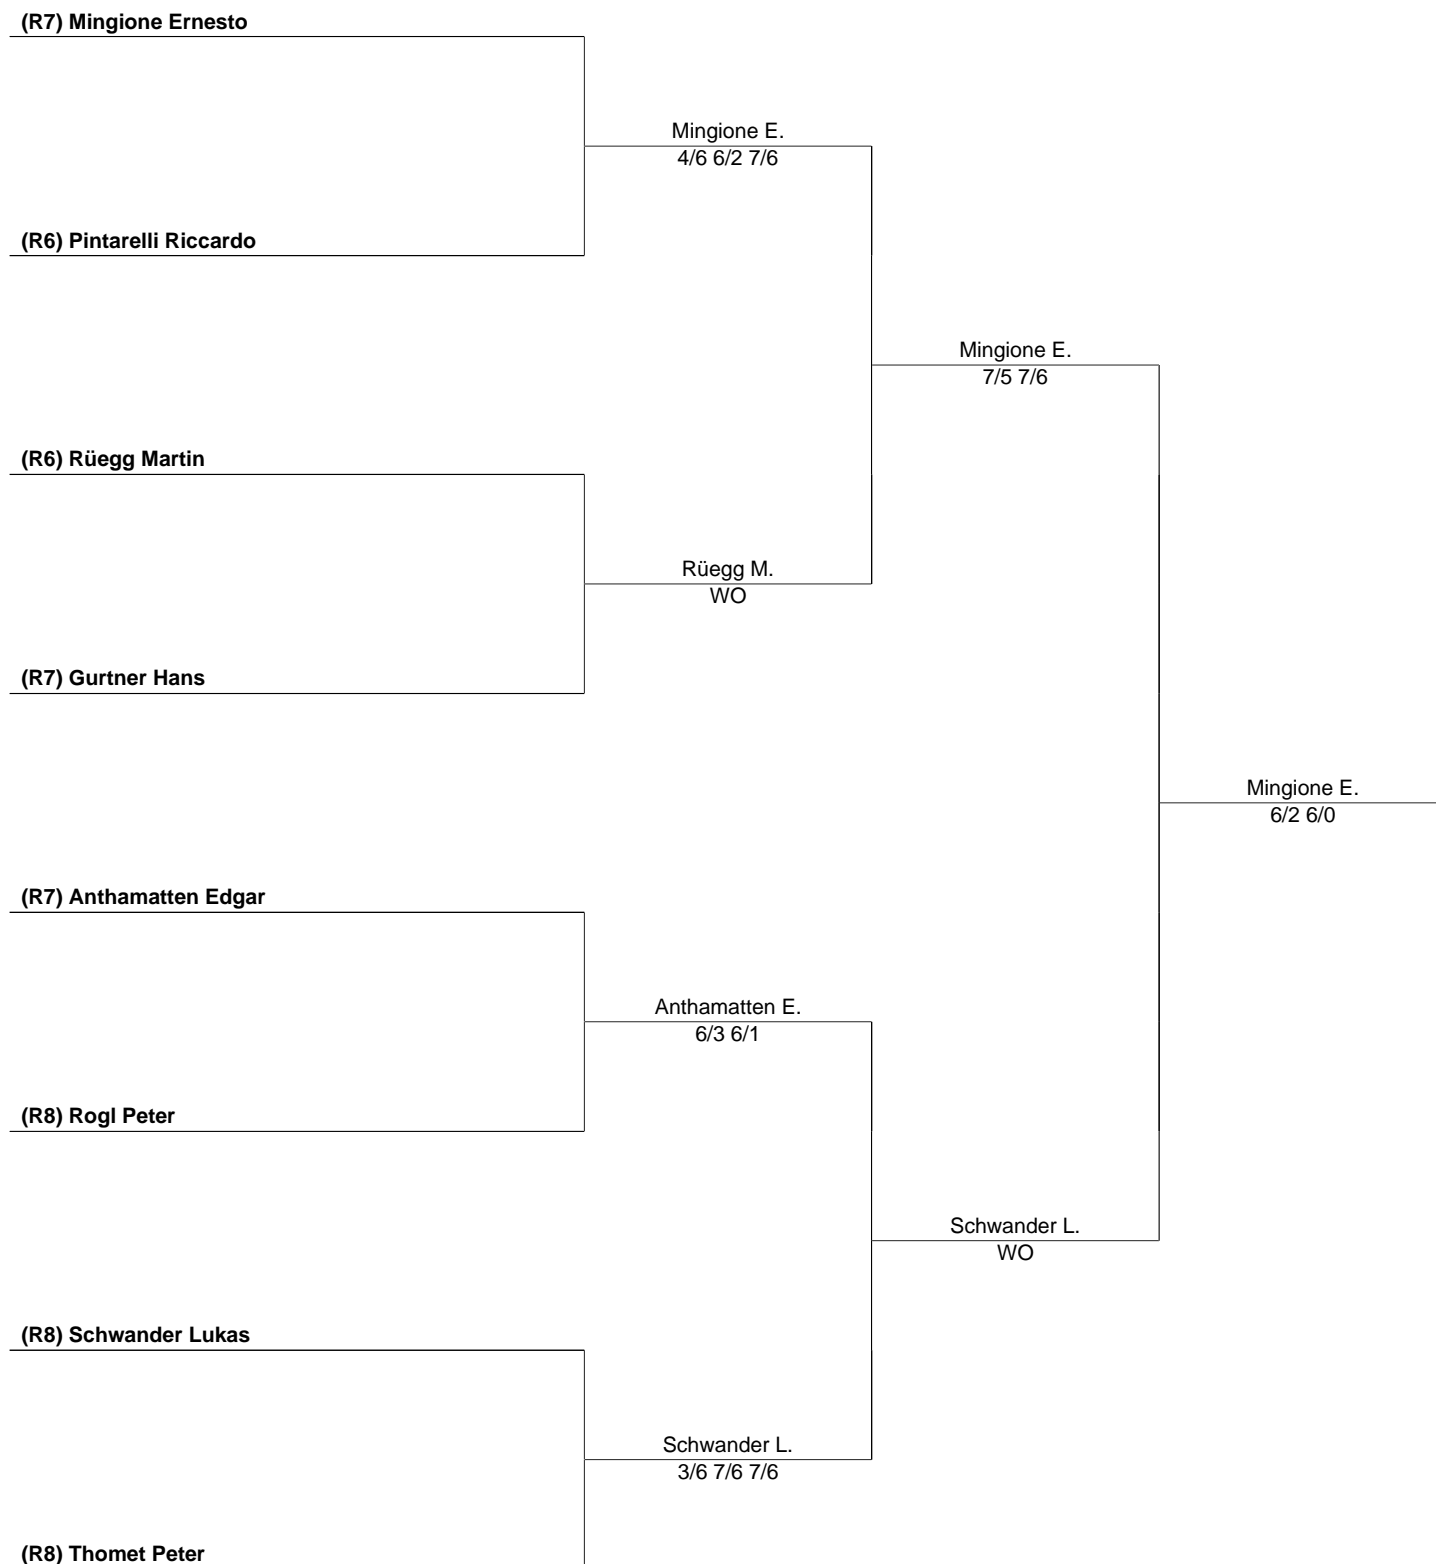 (R7) Mingione Ernesto
Mingione E.
4/6 6/2 7/6
(R6) Pintarelli Riccardo
Mingione E.
7/5 7/6
(R6) Rüegg Martin
Rüegg M.
WO
(R7) Gurtner Hans
Mingione E.
6/2 6/0
(R7) Anthamatten Edgar
Anthamatten E.
6/3 6/1
(R8) Rogl Peter
Schwander L.
WO
(R8) Schwander Lukas
Schwander L.
3/6 7/6 7/6
(R8) Thomet Peter